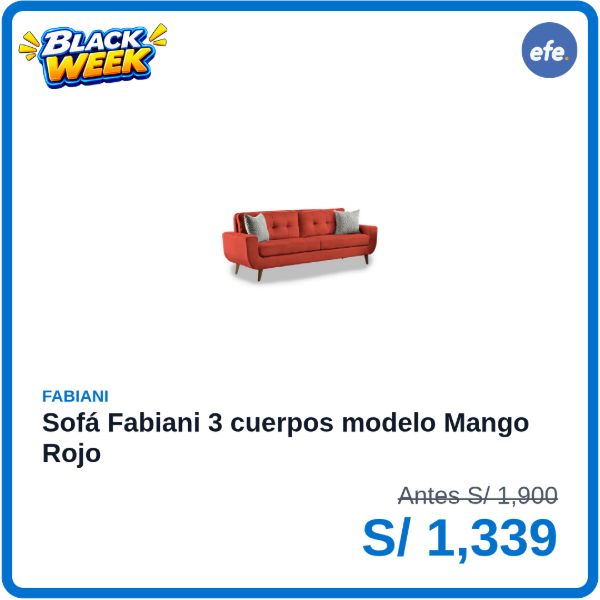 BLACK
WEEK
efe.
FABIANI
Sofá Fabiani 3 cuerpos modelo Mango
Rojo
Antes S/ 1,900
S/ 1,339